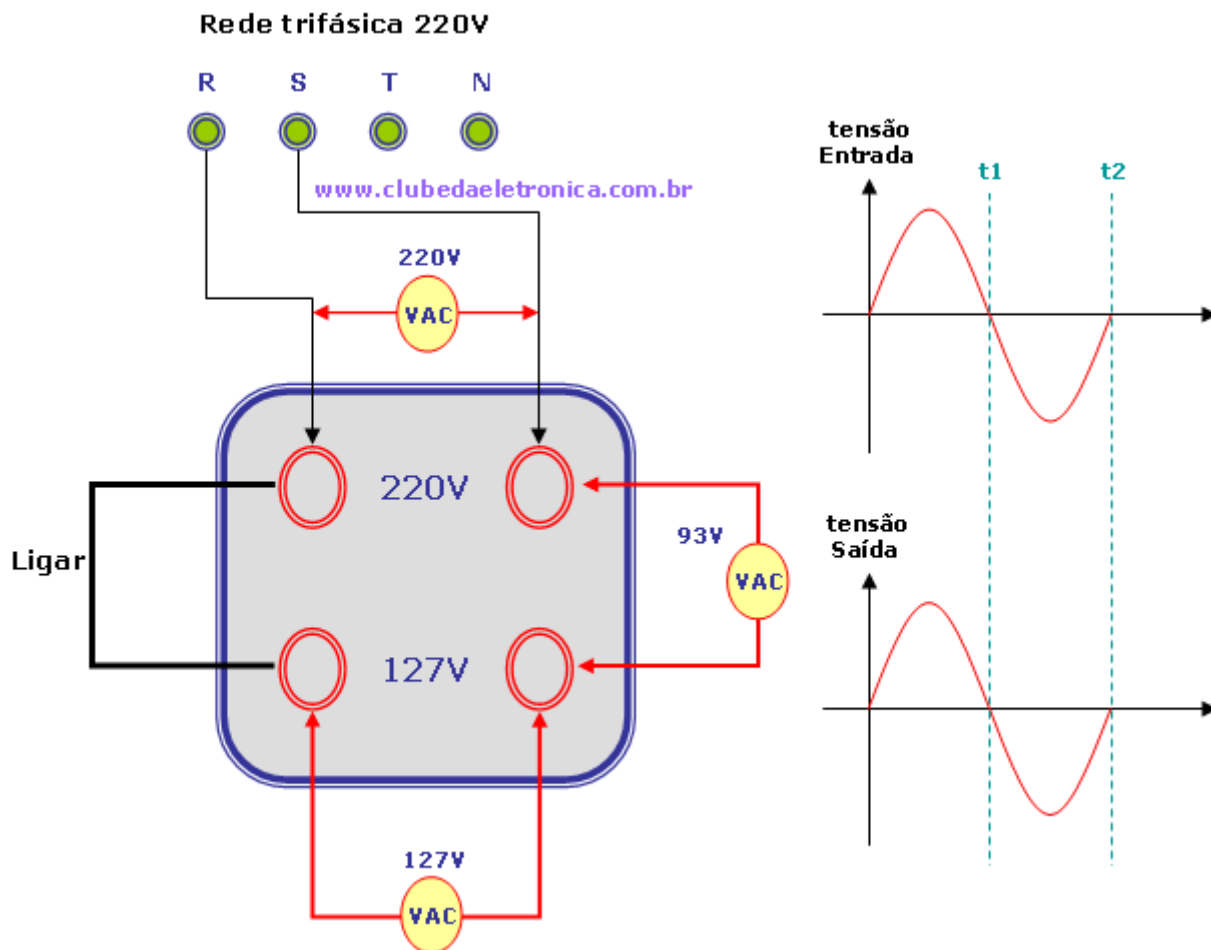 Rede trifásica 220V
R S T N
www.clubedaeletronica.com.br
220V
VAC
220V
Ligar
93V
VAC
127V
127V
VAC
tensão
Entrada
t1 t2
tensão
Saída